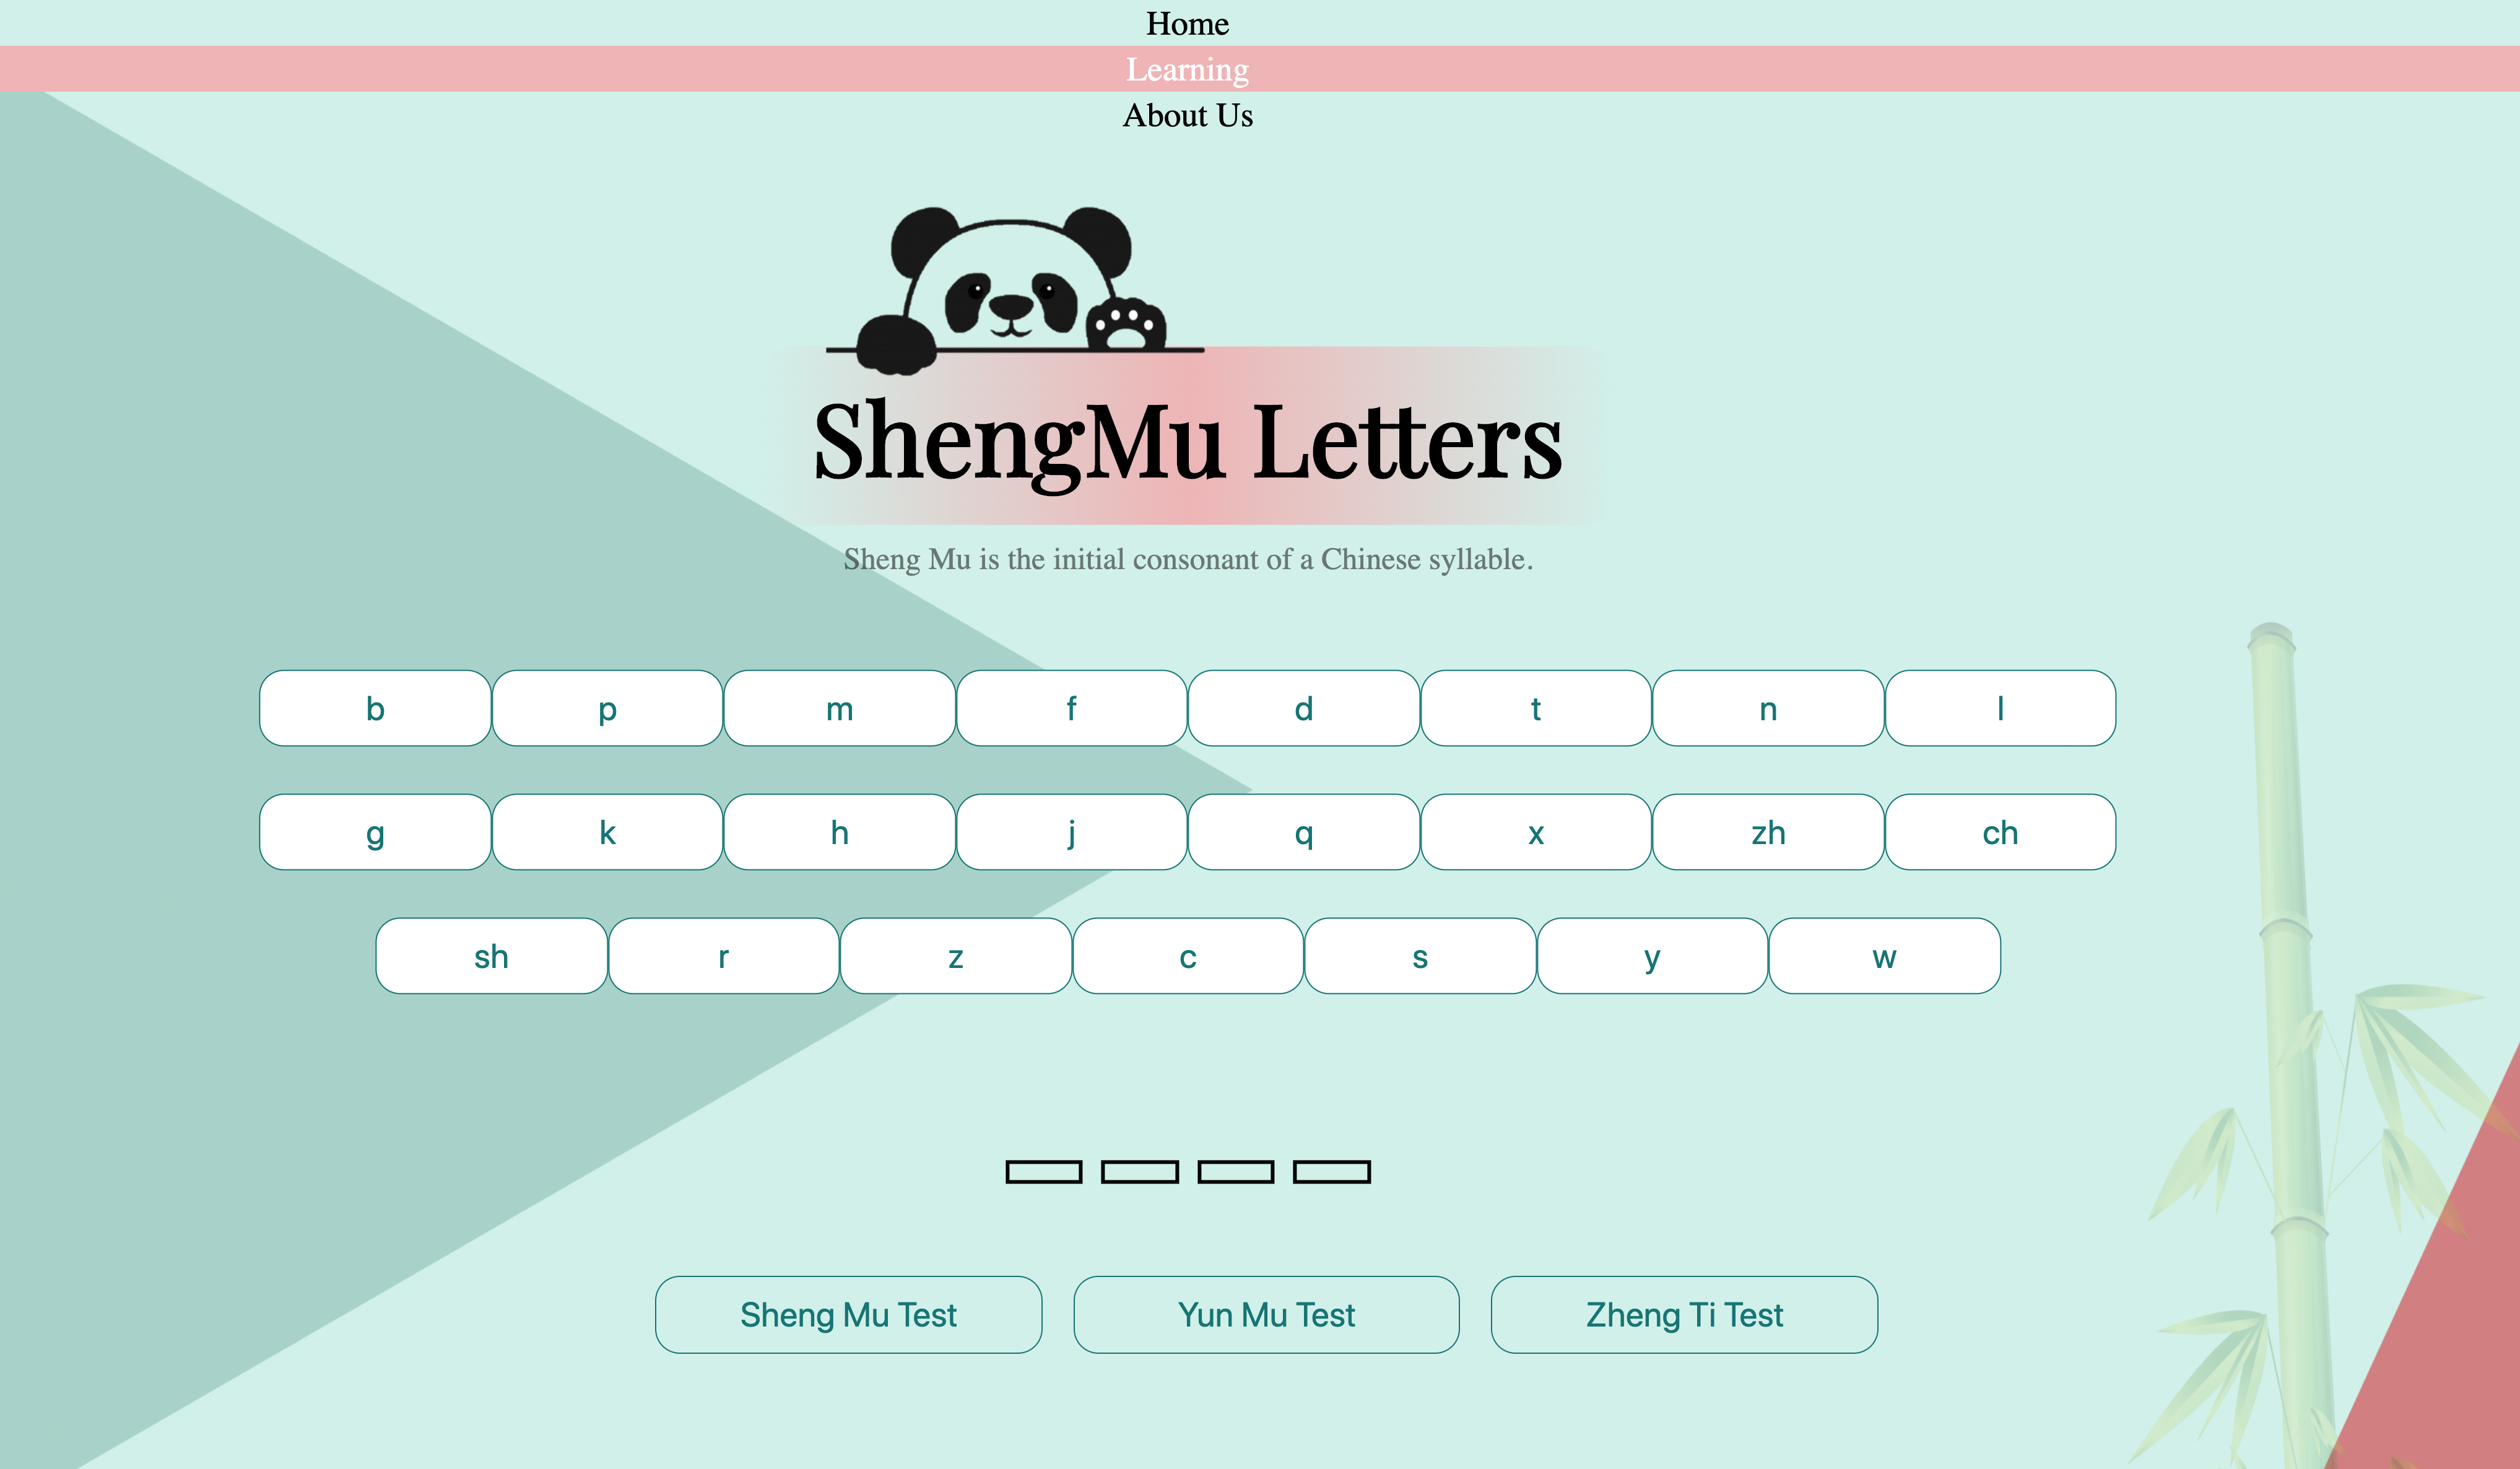 Home
Learning
About Us
ShengMu Letters
Sheng Mu is the initial consonant of a Chinese syllable.
b p m f d t n l
g k h j q x zh ch
sh r z c s y w
Sheng Mu Test Yun Mu Test Zheng Ti Test